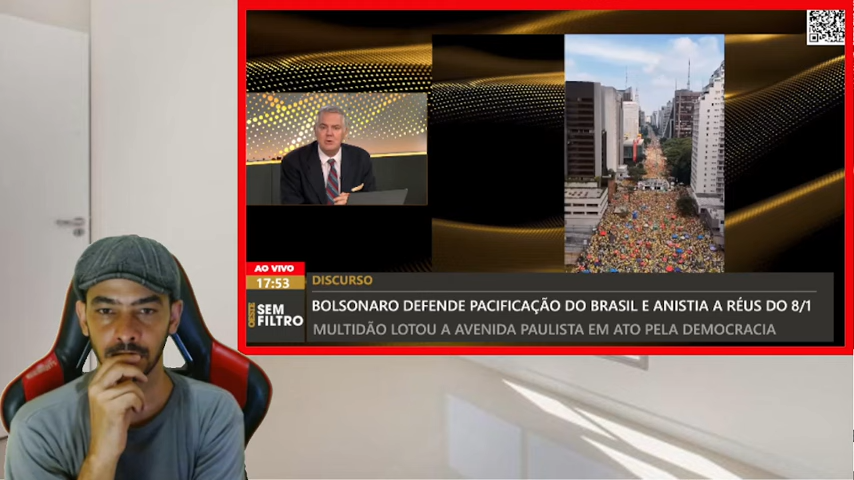 AO VIVO
17:53
OESTE
SEM
FILTRO
DISCURSO
BOLSONARO DEFENDE PACIFICAÇÃO DO BRASIL E ANISTIA A RÉUS DO 8/1
MULTIDÃO LOTOU A AVENIDA PAULISTA EM ATO PELA DEMOCRACIA